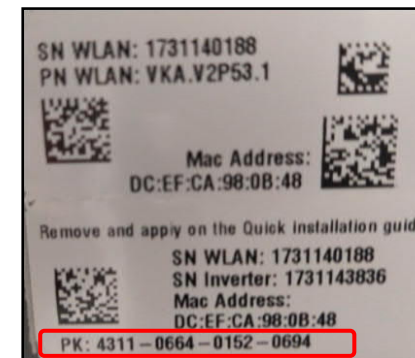 SN WLAN: 1731140188
PN WLAN: VKA.V2P53.1
Mac Address:
DC:EF:CA:98:0B:48
Remove and apply on the Quick installation guid
SN WLAN: 1731140188
SN Inverter: 1731143836
Mac Address:
DC:EF:CA:98:0B:48
PK: 4311-0664-0152-0694